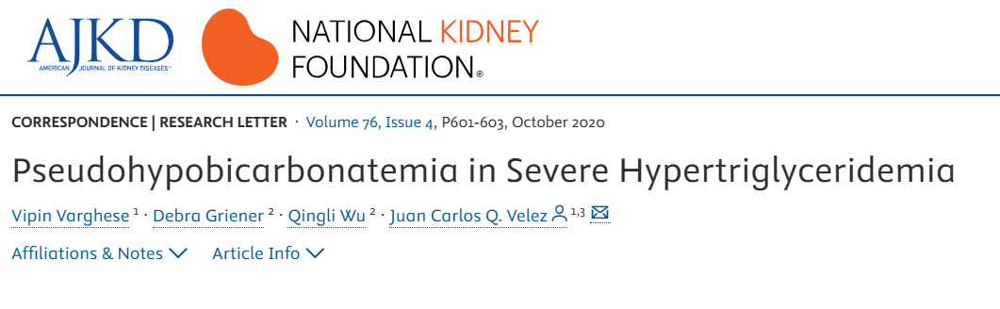 AJKD
AMERICAN JOURNAL OF KIDNEY DISEASES
NATIONAL KIDNEY
FOUNDATION®
CORRESPONDENCE | RESEARCH LETTER · Volume 76, Issue 4, P601-603, October 2020
Pseudohypobicarbonatemia in Severe Hypertriglyceridemia
Vipin Varghese 1 · Debra Griener 2 · Qingli Wu 2 · Juan Carlos Q. Velez 1,3
Affiliations & Notes Article Info